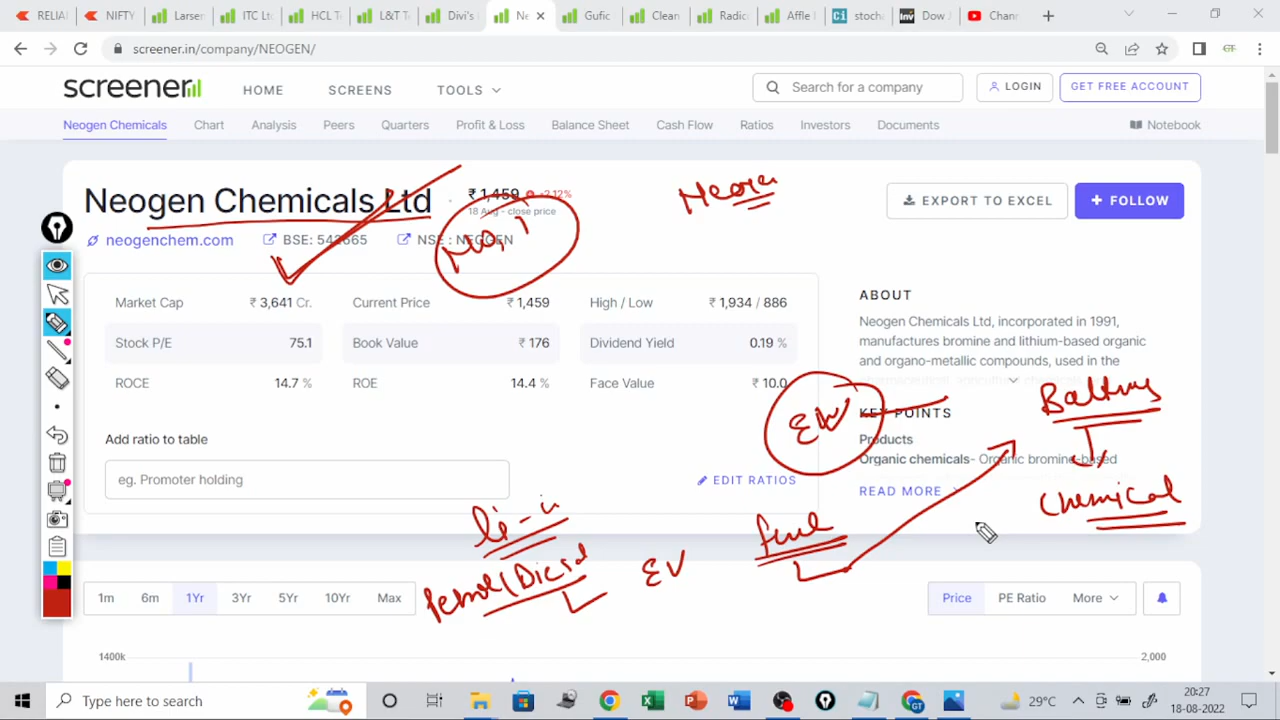 RELIA
NIFTY
Larsen
ITC Lt
HCL T
L&T T
Divi's
Ne
Gufic
Clean
Radico
Affle
stoch
Dow J
Chann
screener.in/company/NEOGEN/
screener
HOME
SCREENS
TOOLS
Search for a company
LOGIN
GET FREE ACCOUNT
Neogen Chemicals
Chart
Analysis
Peers
Quarters
Profit & Loss
Balance Sheet
Cash Flow
Ratios
Investors
Documents
Notebook
Neogen Chemicals Ltd
₹ 1,459
18 Aug - close price
EXPORT TO EXCEL
+ FOLLOW
neogenchem.com
BSE:
NSE : NEOGEN
NO. 1
Market Cap ₹ 3,641 Cr.
Current Price ₹ 1,459
High / Low ₹ 1,934 / 886
Stock P/E 75.1
Book Value ₹ 176
Dividend Yield 0.19 %
ROCE 14.7 %
ROE 14.4 %
Face Value ₹ 10.0
ABOUT
Neogen Chemicals Ltd, incorporated in 1991,
manufactures bromine and lithium-based organic
and organo-metallic compounds, used in the
KEY POINTS
Products
Organic chemicals- Organic bromine-based
READ MORE
Chemical
Add ratio to table
eg. Promoter holding
EDIT RATIOS
Petrol/Diesel
EV
fuel
1m
6m
1Yr
3Yr
5Yr
10Yr
Max
Price
PE Ratio
More
1400k
2,000
Type here to search
29°C
20:27
18-08-2022